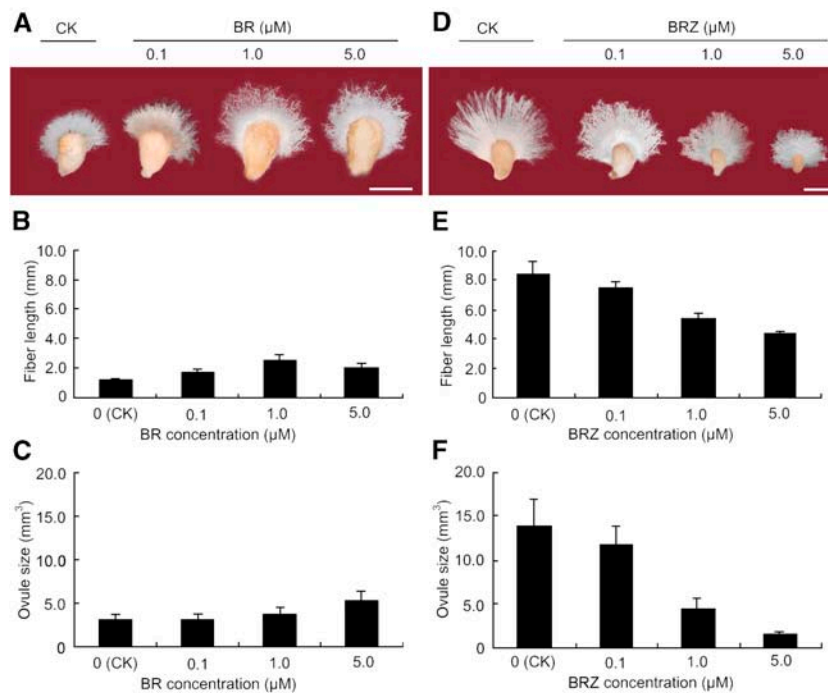 A
CK
BR (µM)
0.1 1.0 5.0
D
CK
BRZ (µM)
0.1 1.0 5.0
B
10.0
8.0
6.0
4.0
2.0
0
Fiber length (mm)
0 (CK) 0.1 1.0 5.0
BR concentration (µM)
E
10.0
8.0
6.0
4.0
2.0
0
Fiber length (mm)
0 (CK) 0.1 1.0 5.0
BRZ concentration (µM)
C
20.0
15.0
10.0
5.0
0
Ovule size (mm³)
0 (CK) 0.1 1.0 5.0
BR concentration (µM)
F
20.0
15.0
10.0
5.0
0
Ovule size (mm³)
0 (CK) 0.1 1.0 5.0
BRZ concentration (µM)